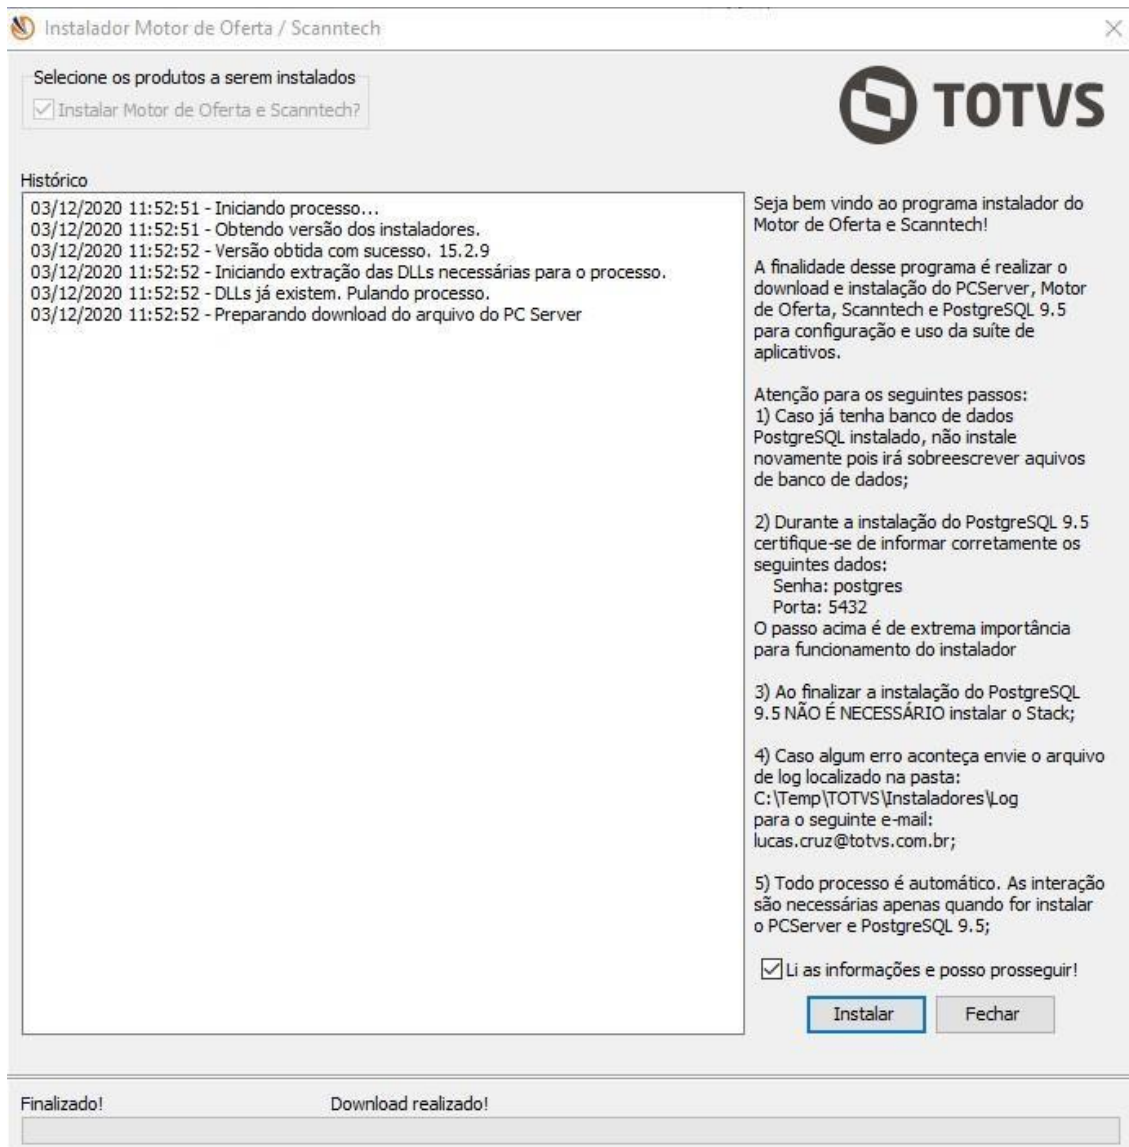 Instalador Motor de Oferta / Scanntech
Selecione os produtos a serem instalados
Instalar Motor de Oferta e Scanntech?
TOTVS
Histórico
03/12/2020 11:52:51 - Iniciando processo...
03/12/2020 11:52:51 - Obtendo versão dos instaladores.
03/12/2020 11:52:52 - Versão obtida com sucesso. 15.2.9
03/12/2020 11:52:52 - Iniciando extração das DLLs necessárias para o processo.
03/12/2020 11:52:52 - DLLs já existem. Pulando processo.
03/12/2020 11:52:52 - Preparando download do arquivo do PC Server
Seja bem vindo ao programa instalador do
Motor de Oferta e Scanntech!
A finalidade desse programa é realizar o
download e instalação do PCServer, Motor
de Oferta, Scanntech e PostgreSQL 9.5
para configuração e uso da suíte de
aplicativos.
Atenção para os seguintes passos:
1) Caso já tenha banco de dados
PostgreSQL instalado, não instale
novamente pois irá sobreescrever aquivos
de banco de dados;
2) Durante a instalação do PostgreSQL 9.5
certifique-se de informar corretamente os
seguintes dados:
Senha: postgres
Porta: 5432
O passo acima é de extrema importância
para funcionamento do instalador
3) Ao finalizar a instalação do PostgreSQL
9.5 NÃO É NECESSÁRIO instalar o Stack;
4) Caso algum erro aconteça envie o arquivo
de log localizado na pasta:
C:\Temp\TOTVS\Instaladores\Log
para o seguinte e-mail:
lucas.cruz@totvs.com.br;
5) Todo processo é automático. As interação
são necessárias apenas quando for instalar
o PCServer e PostgreSQL 9.5;
Li as informações e posso prosseguir!
Instalar
Fechar
Finalizado!
Download realizado!